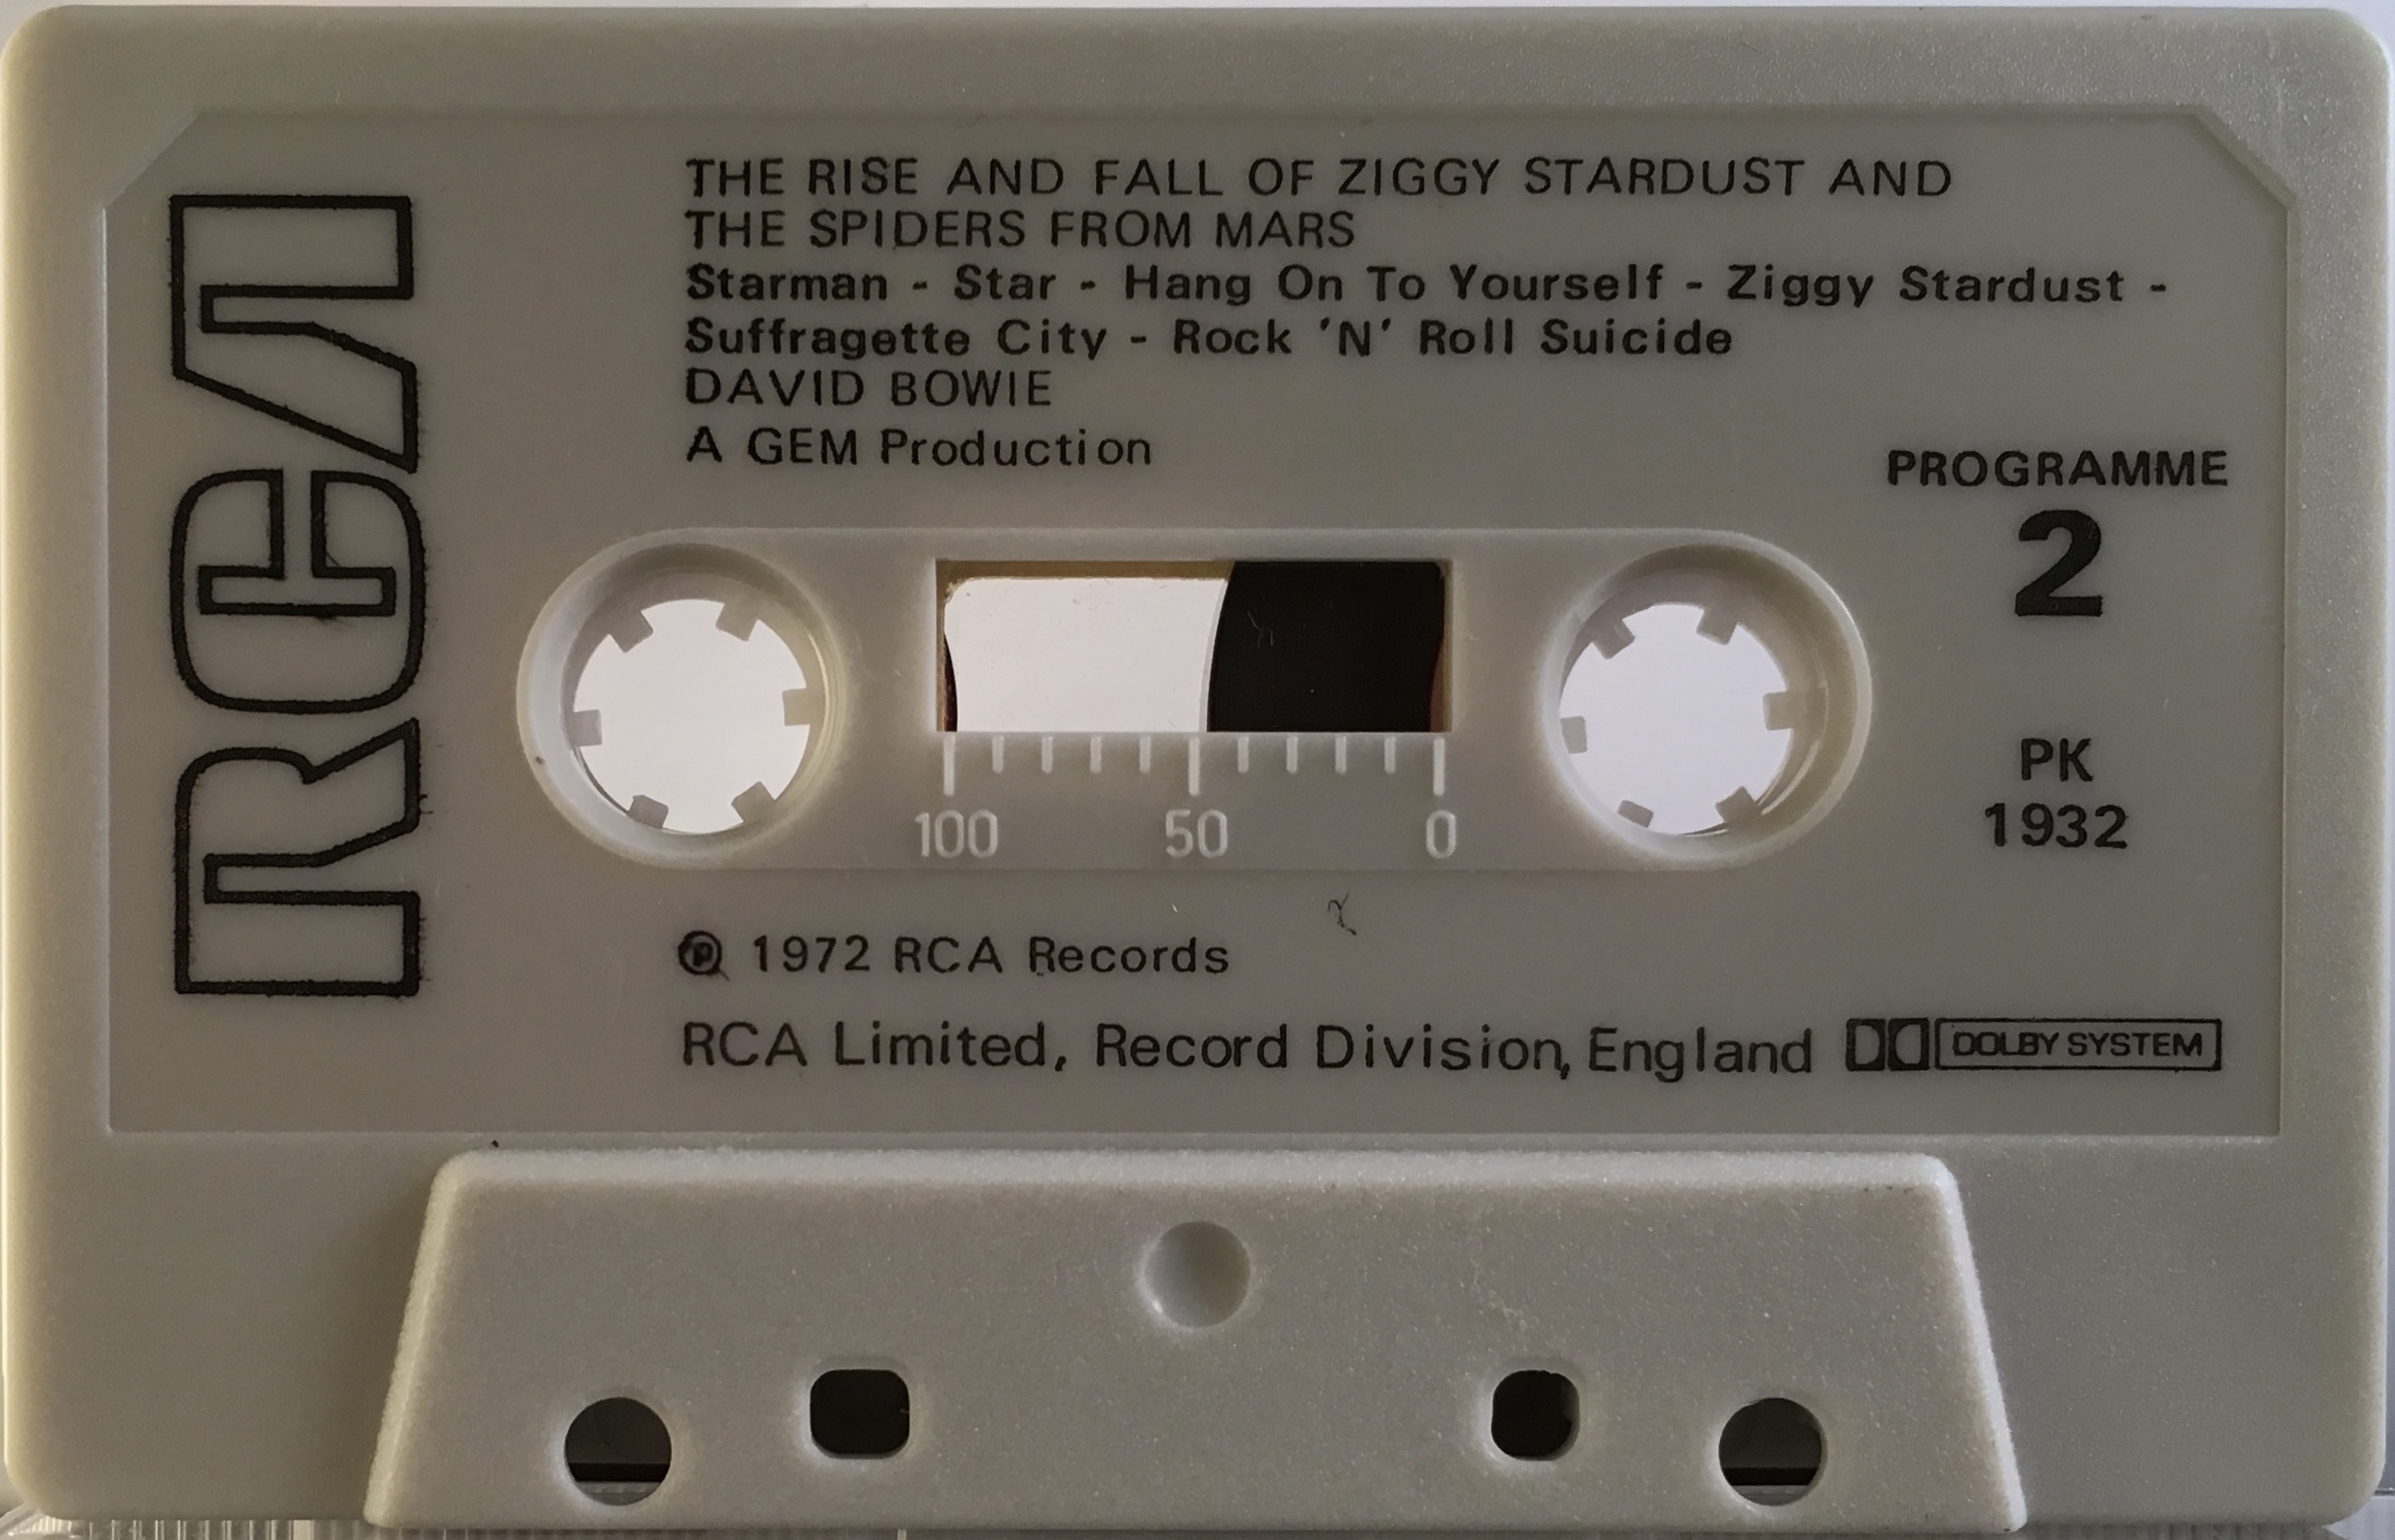 RCA
THE RISE AND FALL OF ZIGGY STARDUST AND
THE SPIDERS FROM MARS
Starman - Star - Hang On To Yourself - Ziggy Stardust -
Suffragette City - Rock 'N' Roll Suicide
DAVID BOWIE
A GEM Production
PROGRAMME
2
PK
1932
100 50 0
℗ 1972 RCA Records
RCA Limited, Record Division, England DOLBY SYSTEM